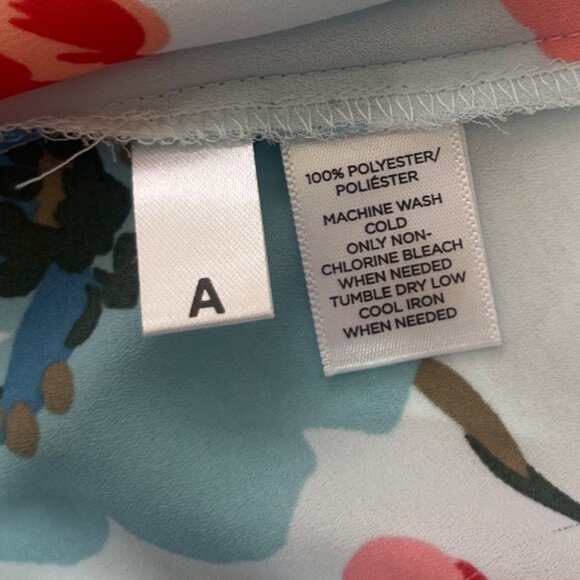 A
100% POLYESTER/
POLIÉSTER
MACHINE WASH
COLD
ONLY NON-
CHLORINE BLEACH
WHEN NEEDED
TUMBLE DRY LOW
COOL IRON
WHEN NEEDED